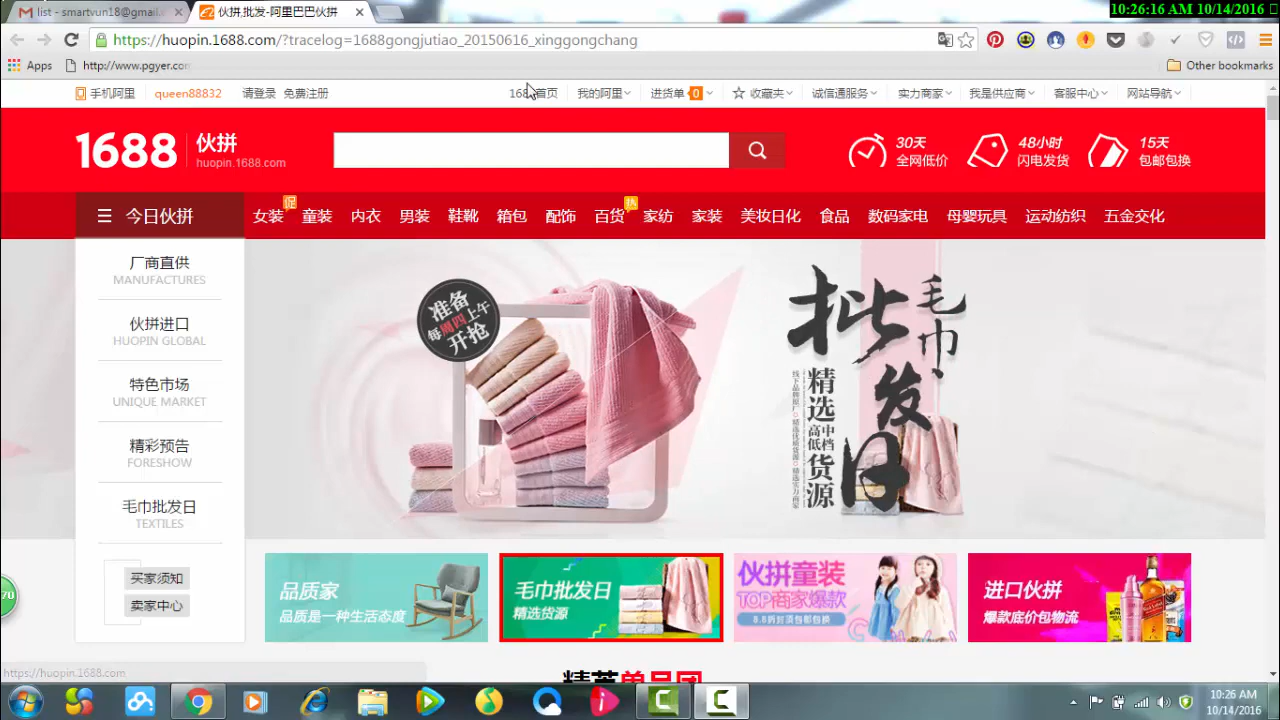 list - smartvun18@gmail.c
伙拼,批发-阿里巴巴伙拼
10:26:16 AM 10/14/2016
https://huopin.1688.com/?tracelog=1688gongjutiao_20150616_xinggongchang
Apps
http://www.pgyer.com
Other bookmarks
手机阿里 queen88832 请登录 免费注册
1688首页 我的阿里 进货单 0 收藏夹 诚信通服务 实力商家 我是供应商 客服中心 网站导航
1688 伙拼
huopin.1688.com
30天
全网低价
48小时
闪电发货
15天
包邮包换
今日伙拼 女装 促 童装 内衣 男装 鞋靴 箱包 配饰 百货 热 家纺 家装 美妆日化 食品 数码家电 母婴玩具 运动纺织 五金交化
厂商直供
MANUFACTURES
伙拼进口
HUOPIN GLOBAL
特色市场
UNIQUE MARKET
精彩预告
FORESHOW
毛巾批发日
TEXTILES
买家须知
卖家中心
准备
每周四上午
开抢
毛巾
批发日
精选
高中
低档
货源
品质家
品质是一种生活态度
毛巾批发日
精选货源
伙拼童装
TOP商家爆款
进口伙拼
爆款底价包物流
https://huopin.1688.com
70
10:26 AM
10/14/2016